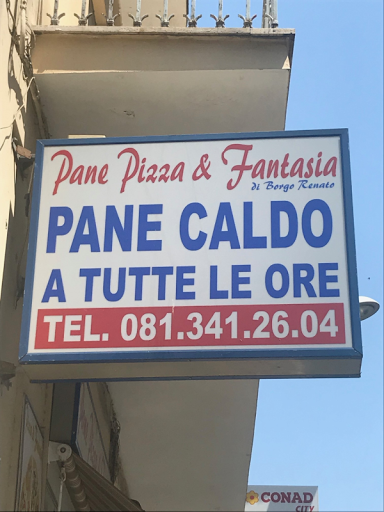 Pane Pizza & Fantasia
di Borgo Renato
PANE CALDO
A TUTTE LE ORE
TEL. 081.341.26.04
CONAD
CITY